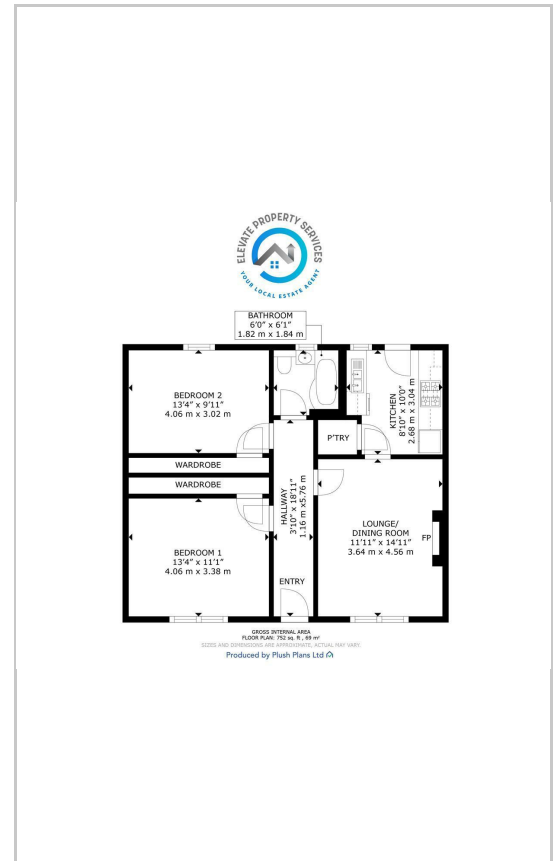 ELEVATE PROPERTY SERVICES
YOUR LOCAL ESTATE AGENT
BATHROOM
6'0" x 6'1"
1.82 m x 1.84 m
BEDROOM 2
13'4" x 9'11"
4.06 m x 3.02 m
KITCHEN
8'10" x 10'0"
2.68 m x 3.04 m
P'TRY
WARDROBE
WARDROBE
HALLWAY
3'10" x 18'11"
1.16 m x5.76 m
LOUNGE/
DINING ROOM
11'11" x 14'11"
3.64 m x 4.56 m
FP
BEDROOM 1
13'4" x 11'1"
4.06 m x 3.38 m
ENTRY
GROSS INTERNAL AREA
FLOOR PLAN: 752 sq. ft , 69 m²
SIZES AND DIMENSIONS ARE APPROXIMATE, ACTUAL MAY VARY.
Produced by Plush Plans Ltd